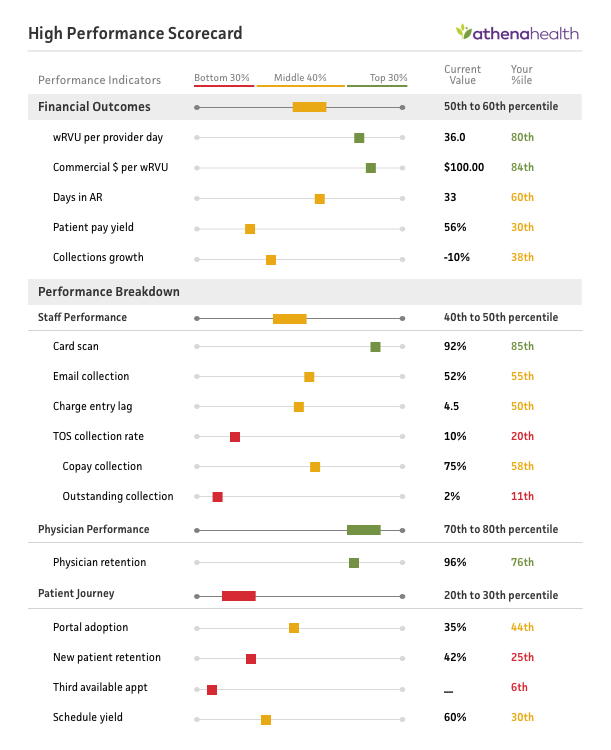 High Performance Scorecard
athenahealth
Performance Indicators Bottom 30% Middle 40% Top 30% Current Value Your %ile
Financial Outcomes 50th to 60th percentile
wRVU per provider day 36.0 80th
Commercial $ per wRVU $100.00 84th
Days in AR 33 60th
Patient pay yield 56% 30th
Collections growth -10% 38th
Performance Breakdown
Staff Performance 40th to 50th percentile
Card scan 92% 85th
Email collection 52% 55th
Charge entry lag 4.5 50th
TOS collection rate 10% 20th
Copay collection 75% 58th
Outstanding collection 2% 11th
Physician Performance 70th to 80th percentile
Physician retention 96% 76th
Patient Journey 20th to 30th percentile
Portal adoption 35% 44th
New patient retention 42% 25th
Third available appt __ 6th
Schedule yield 60% 30th